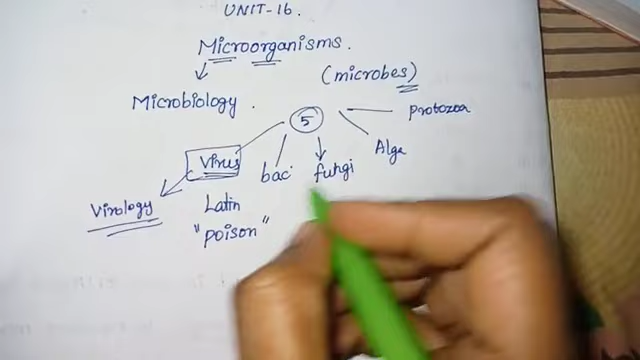 UNIT-16.
Microorganisms.
(microbes)
Microbiology.
5
protozoa
Virus
bac
fungi
Alga
Virology
Latin
"poison"